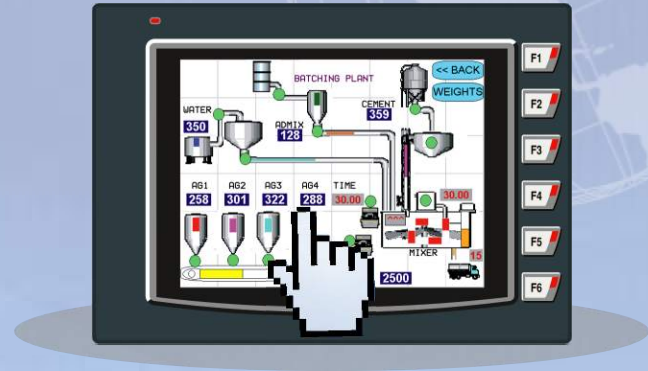 BATCHING PLANT
<< BACK
WEIGHTS
WATER
350
ADMIX
128
CEMENT
359
AG1 AG2 AG3 AG4 TIME
258 301 322 288 30.00
30.00
MIXER
15
2500
F1
F2
F3
F4
F5
F6